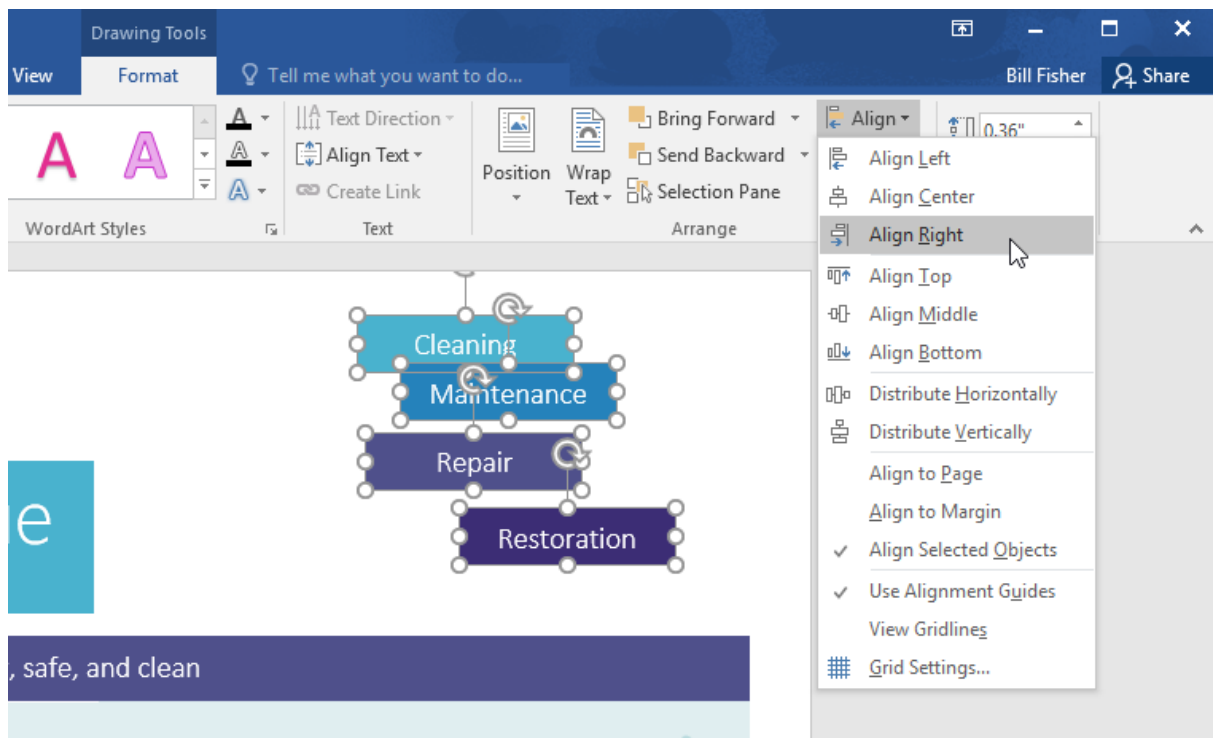 Drawing Tools
View
Format
Tell me what you want to do...
Bill Fisher
Share
A
A
A
A
A
Text Direction
Align Text
Create Link
Position
Wrap
Text
Bring Forward
Send Backward
Selection Pane
Align
0.36"
WordArt Styles
Text
Arrange
Align Left
Align Center
Align Right
Align Top
Align Middle
Align Bottom
Distribute Horizontally
Distribute Vertically
Align to Page
Align to Margin
Align Selected Objects
Use Alignment Guides
View Gridlines
Grid Settings...
Cleaning
Maintenance
Repair
Restoration
e
, safe, and clean